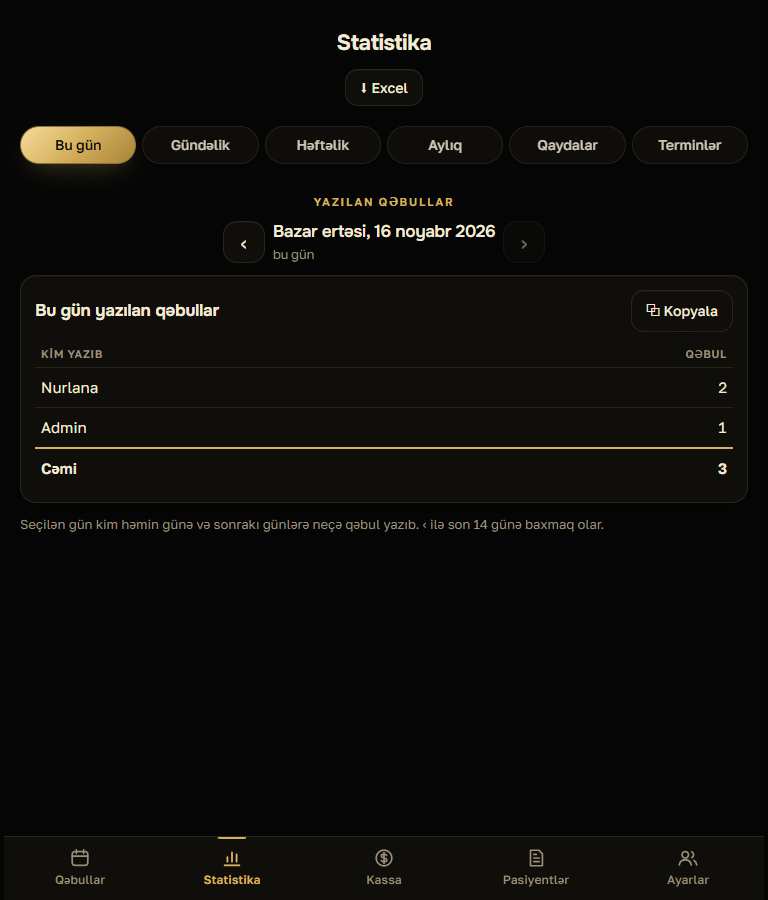 Statistika
⬇ Excel
Bu gün Gündəlik Həftəlik Aylıq Qaydalar Terminlər
YAZILAN QƏBULLAR
‹ Bazar ertəsi, 16 noyabr 2026 ›
bu gün
Bu gün yazılan qəbullar Kopyala
KİM YAZIB QƏBUL
Nurlana 2
Admin 1
Cəmi 3
Seçilən gün kim həmin günə və sonrakı günlərə neçə qəbul yazıb. ‹ ilə son 14 günə baxmaq olar.
Qəbullar Statistika Kassa Pasiyentlər Ayarlar